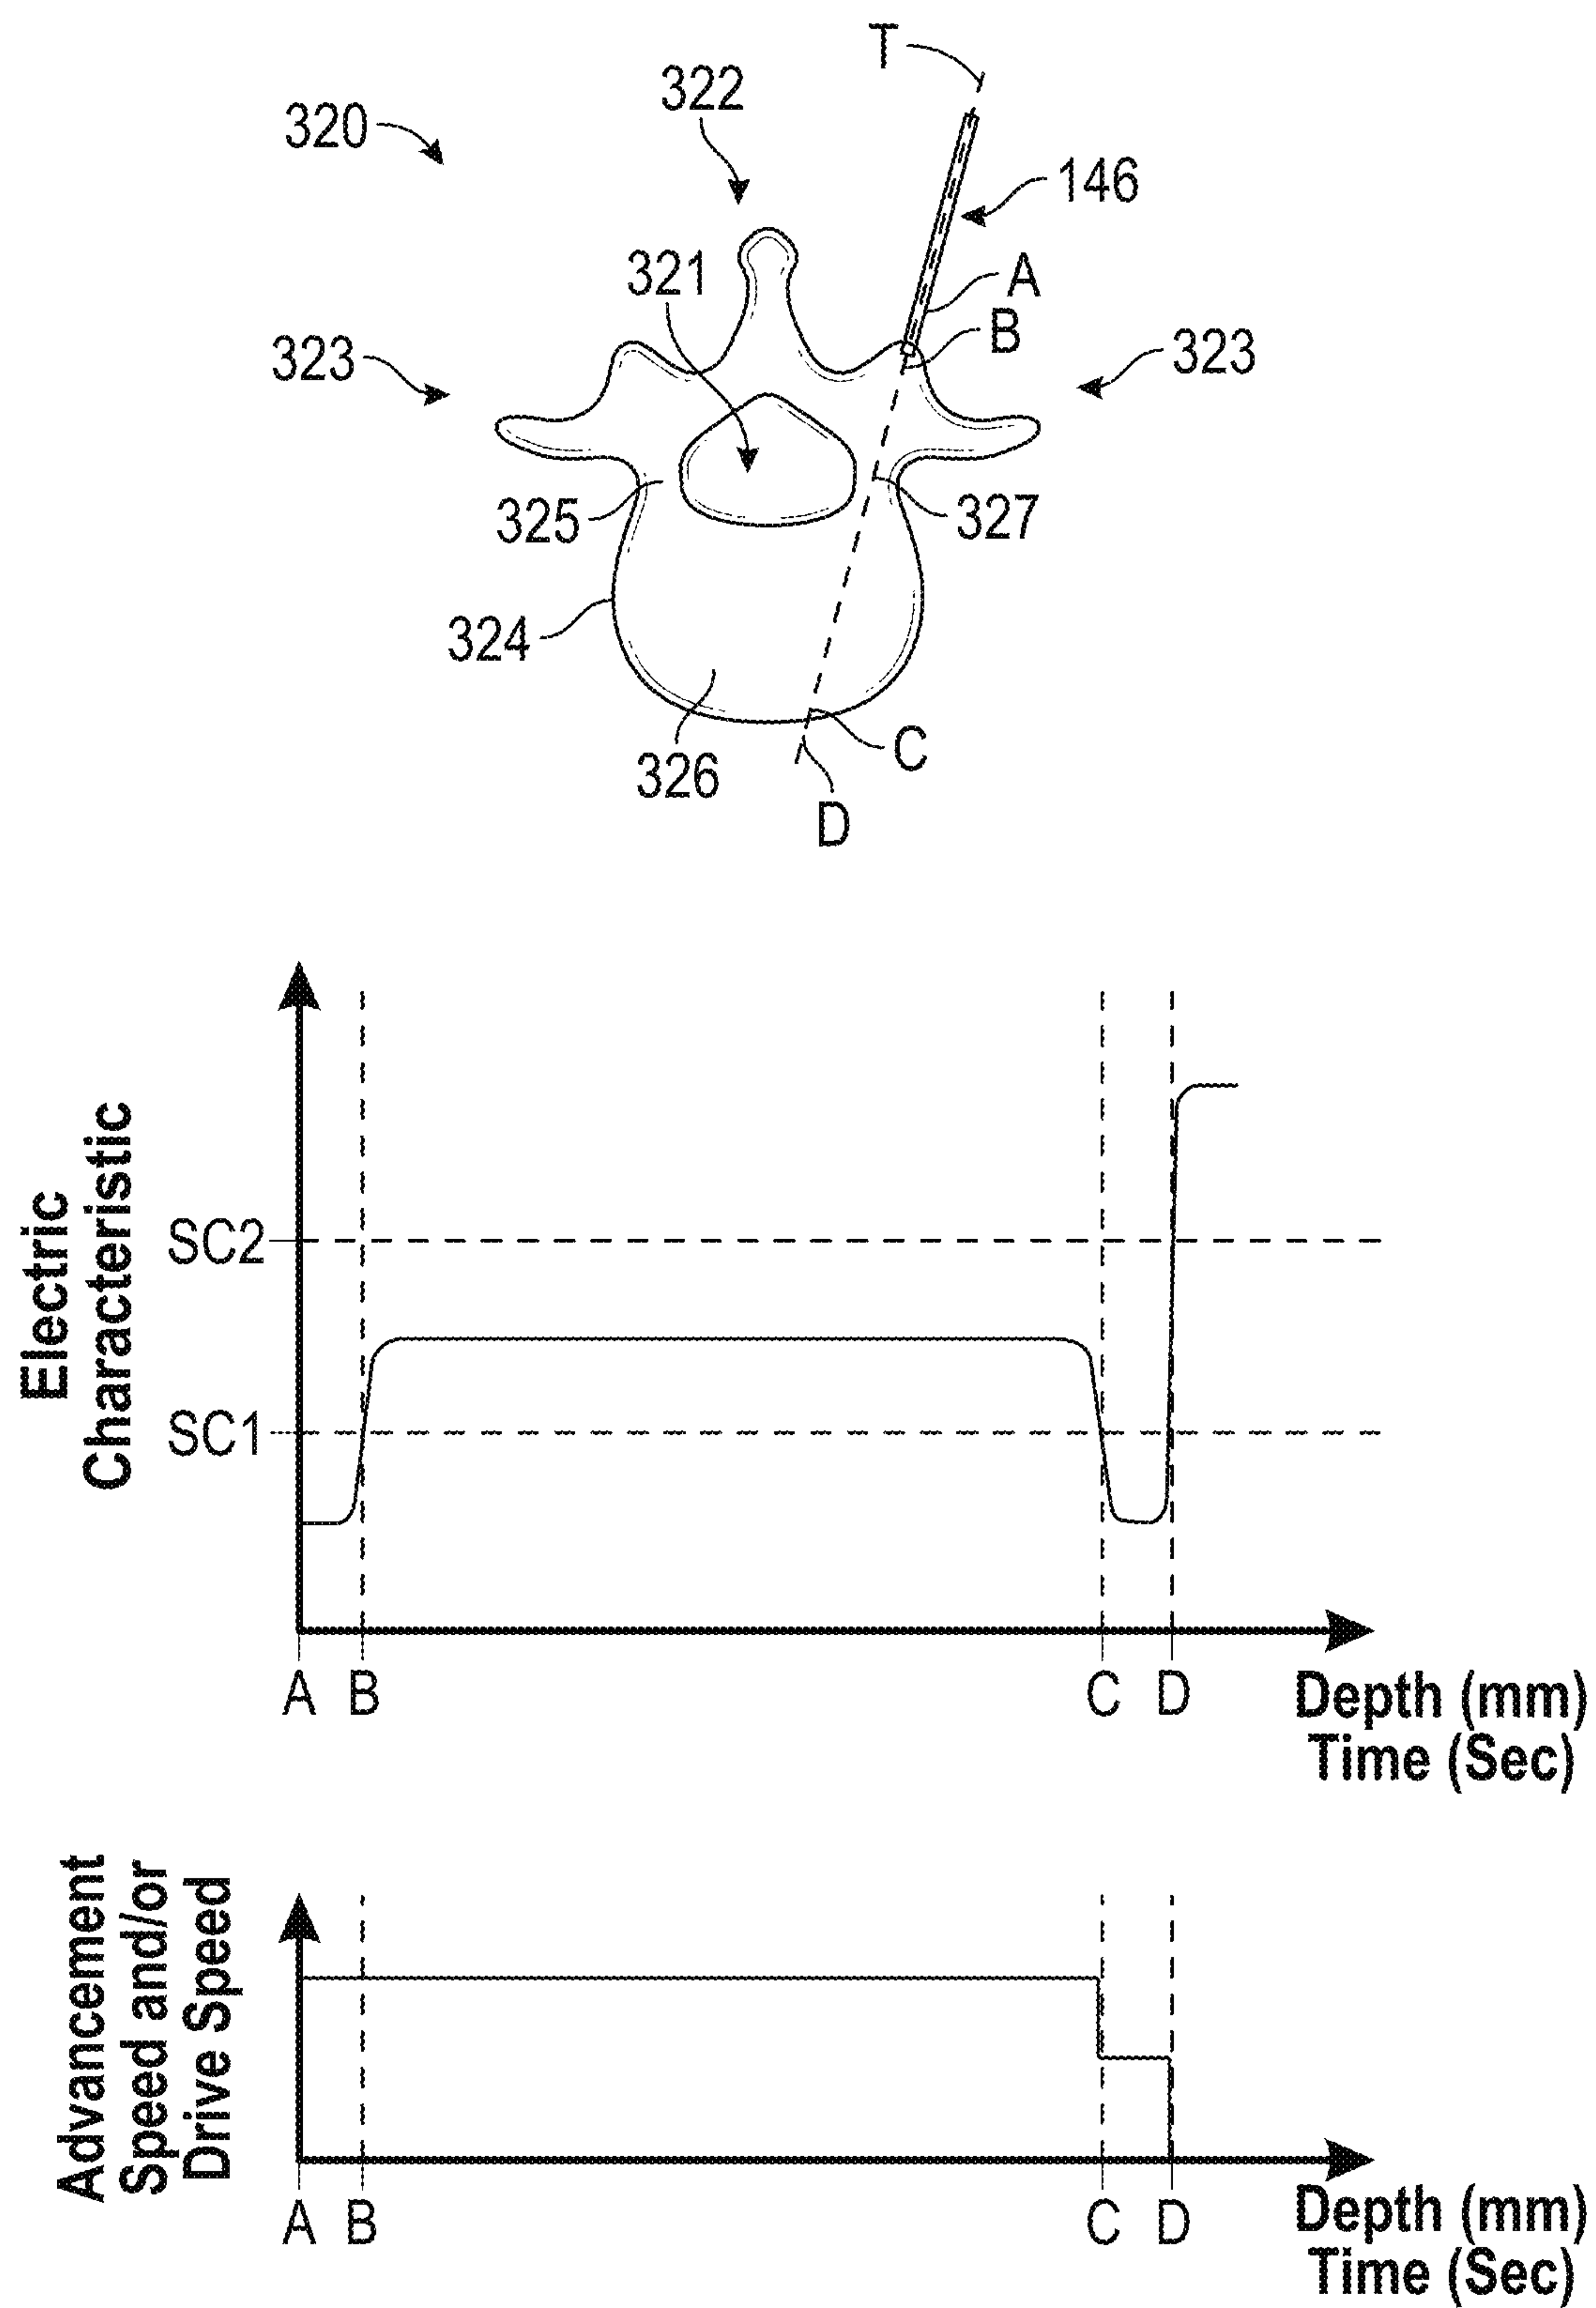 T
322
320
146
321
A
B
323
323
325
327
324
C
326
D
Electric
Characteristic
SC2
SC1
A B C D Depth (mm)
Time (Sec)
Advancement
Speed and/or
Drive Speed
A B C D Depth (mm)
Time (Sec)